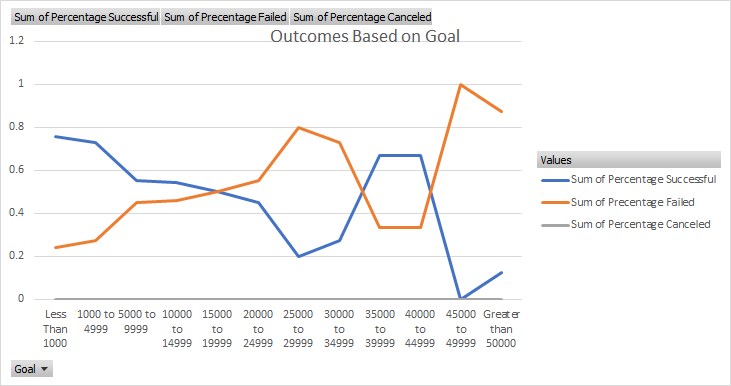 Sum of Percentage Successful Sum of Precentage Failed Sum of Percentage Canceled
Outcomes Based on Goal
1.2
1
0.8
0.6
0.4
0.2
0
Less Than 1000
1000 to 4999
5000 to 9999
10000 to 14999
15000 to 19999
20000 to 24999
25000 to 29999
30000 to 34999
35000 to 39999
40000 to 44999
45000 to 49999
Greater than 50000
Values
Sum of Percentage Successful
Sum of Precentage Failed
Sum of Percentage Canceled
Goal